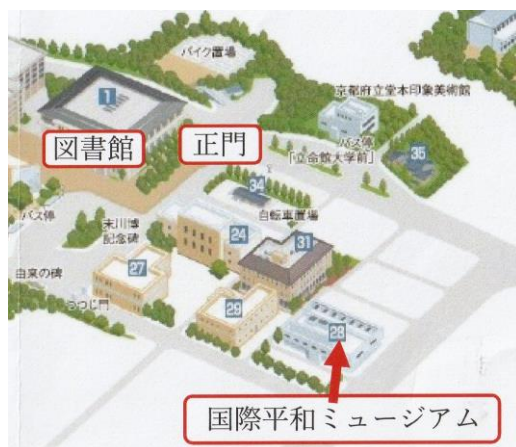 バイク置場
1
京都府立堂本印象美術館
図書館
正門
バス停
「立命館大学前」
35
34
自転車置場
バス停
末川博
記念碑
24
31
27
由来の碑
つつじ門
29
28
国際平和ミュージアム